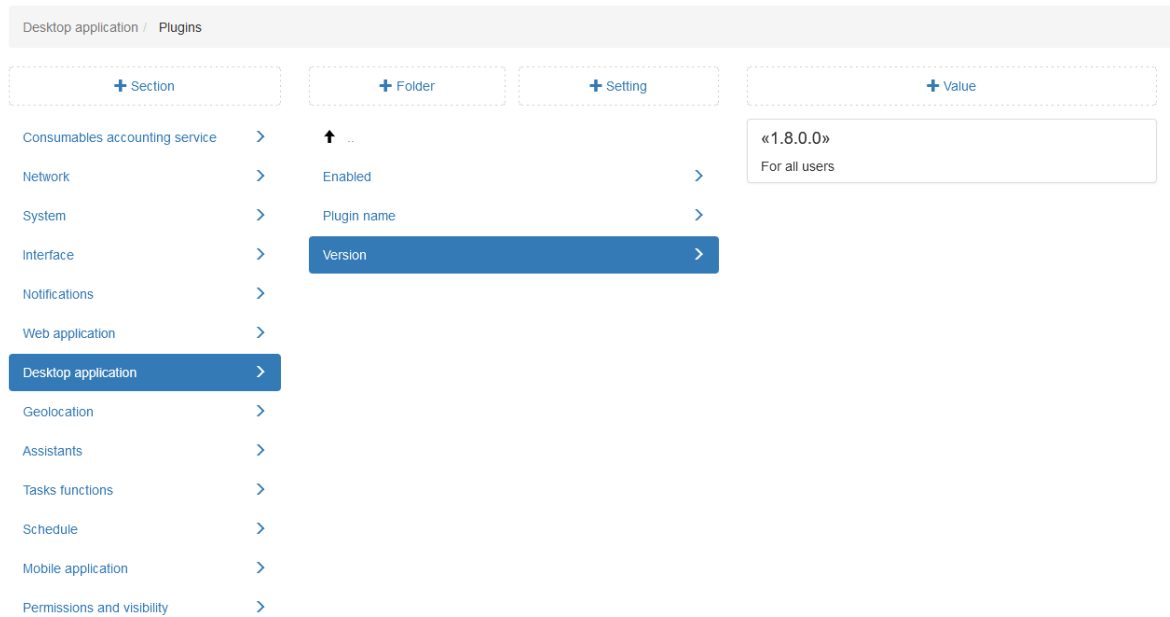 Desktop application / Plugins
Section
Folder
Setting
Value
Consumables accounting service
Network
System
Interface
Notifications
Web application
Desktop application
Geolocation
Assistants
Tasks functions
Schedule
Mobile application
Permissions and visibility
..
Enabled
Plugin name
Version
«1.8.0.0»
For all users